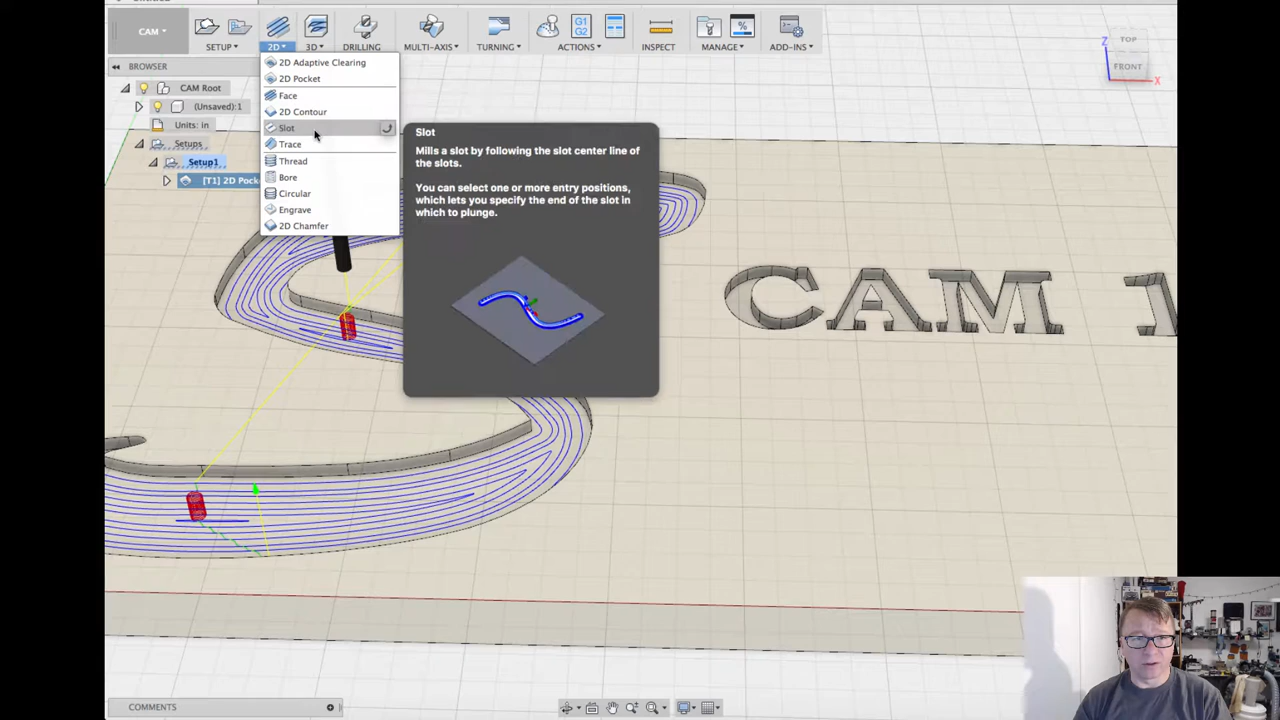 CAM
SETUP
2D
3D
DRILLING
MULTI-AXIS
TURNING
G1
G2
ACTIONS
INSPECT
%
MANAGE
ADD-INS
BROWSER
CAM Root
(Unsaved):1
Units: in
Setups
Setup1
[T1] 2D Pock
2D Adaptive Clearing
2D Pocket
Face
2D Contour
Slot
Trace
Thread
Bore
Circular
Engrave
2D Chamfer
Slot
Mills a slot by following the slot center line of
the slots.
You can select one or more entry positions,
which lets you specify the end of the slot in
which to plunge.
CAM 1
Z
TOP
FRONT
X
COMMENTS